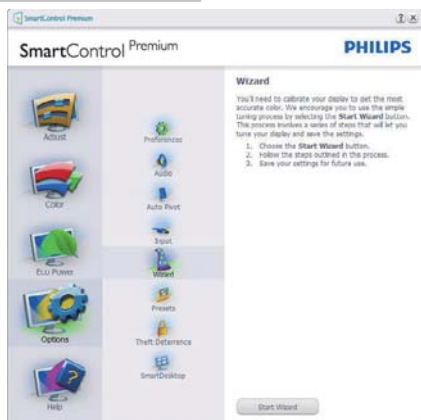 SmartControl Premium
SmartControl Premium
PHILIPS
Adjust
Color
Eco Power
Options
Help
Preferences
Audio
Auto Pivot
Input
Wizard
Presets
Theft Deterrence
SmartDesktop
Wizard
You'll need to calibrate your display to get the most
accurate color. We encourage you to use the simple
tuning process by selecting the Start Wizard button.
This process involves a series of steps that will let you
tune your display and save the settings.
1. Choose the Start Wizard button.
2. Follow the steps outlined in the process.
3. Save your settings for future use.
Start Wizard